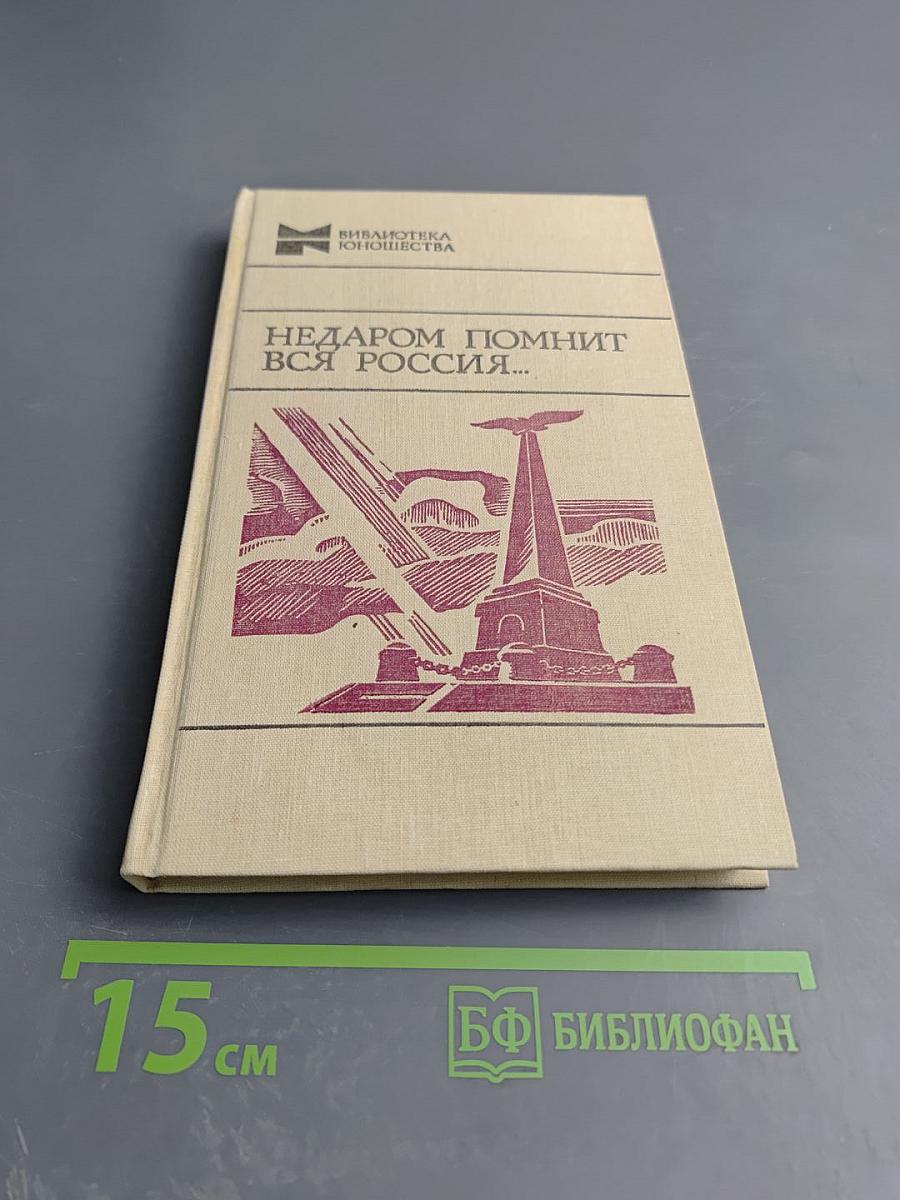 БИБЛИОТЕКА
ЮНОШЕСТВА
НЕДАРОМ ПОМНИТ
ВСЯ РОССИЯ...
15 см
БФ БИБЛИОФАН